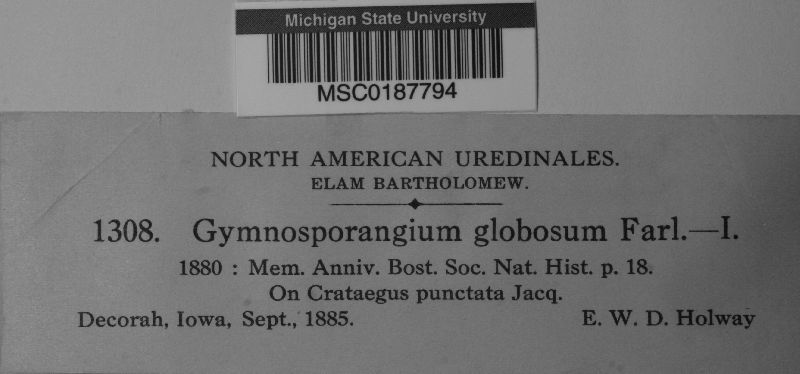 Michigan State University
MSC0187794
NORTH AMERICAN UREDINALES.
ELAM BARTHOLOMEW.
1308. Gymnosporangium globosum Farl.—I.
1880 : Mem. Anniv. Bost. Soc. Nat. Hist. p. 18.
On Crataegus punctata Jacq.
Decorah, Iowa, Sept., 1885. E. W. D. Holway